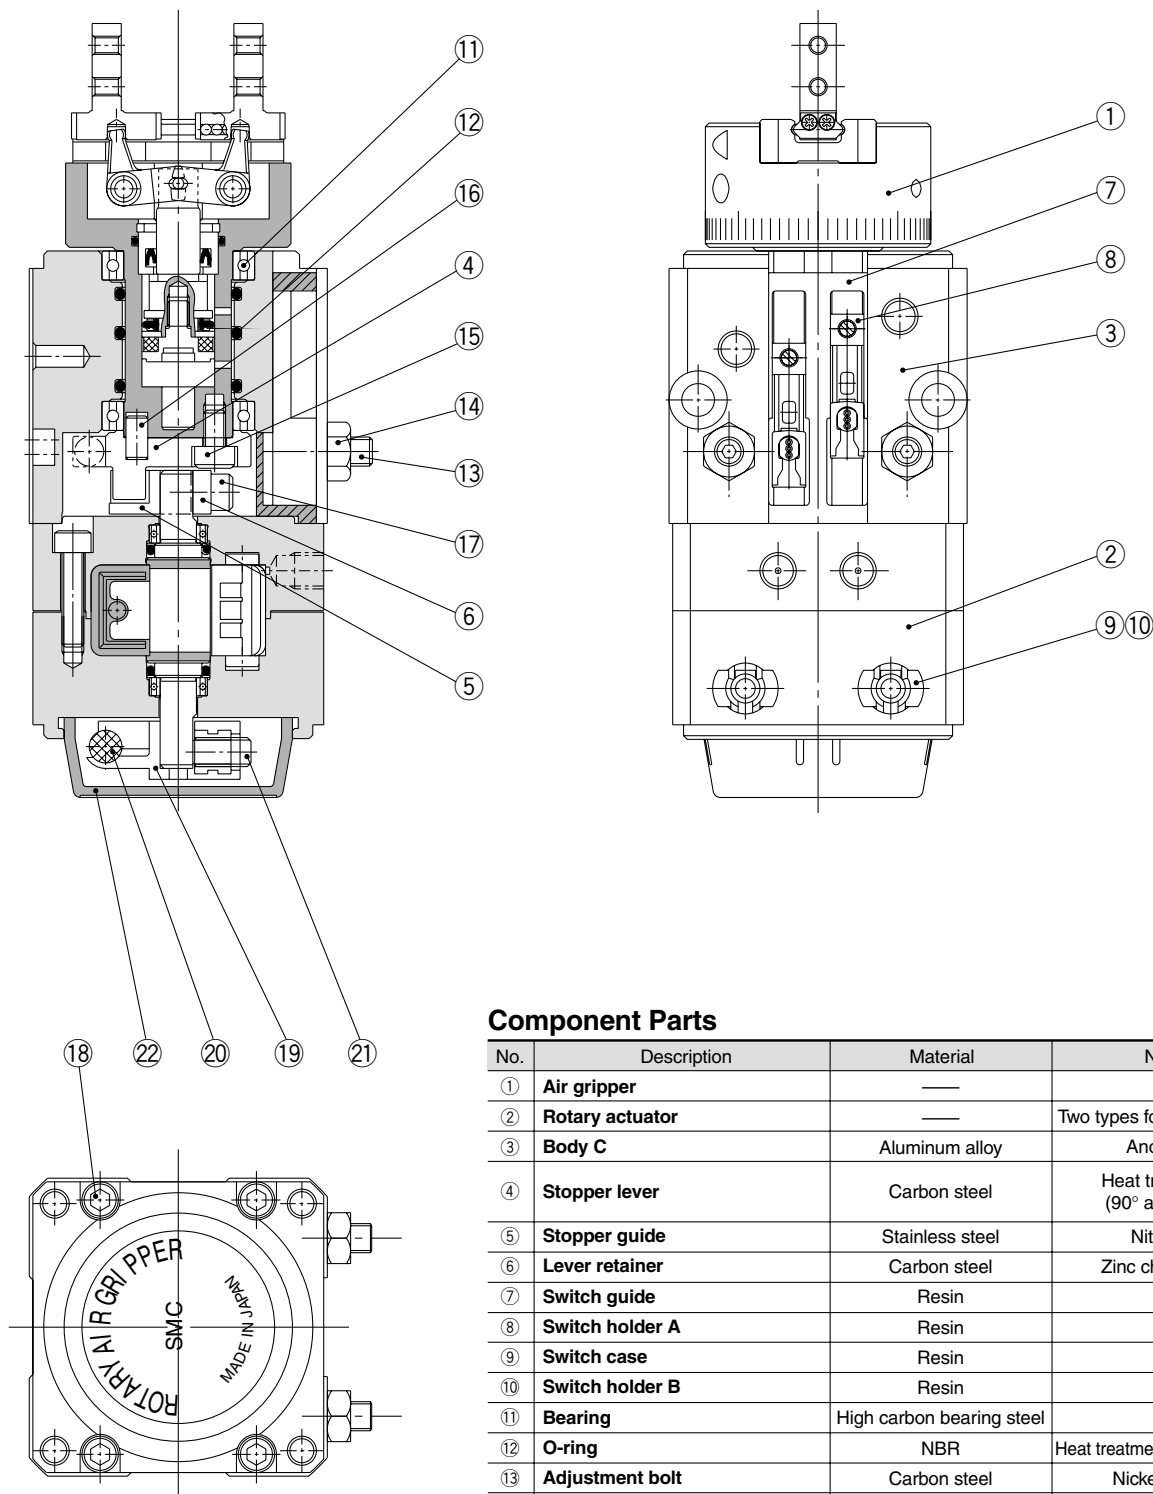 ⑪
⑫
⑯
④
⑮
⑭
⑬
⑰
⑥
⑤
①
⑦
⑧
③
②
⑨⑩
⑱ ㉒ ⑳ ⑲ ㉑
ROTARY AIR GRIPPER
SMC
MADE IN JAPAN
Component Parts
No. Description Material N
① Air gripper —
② Rotary actuator — Two types fo
③ Body C Aluminum alloy Ano
④ Stopper lever Carbon steel Heat tr
(90° a
⑤ Stopper guide Stainless steel Nit
⑥ Lever retainer Carbon steel Zinc ch
⑦ Switch guide Resin
⑧ Switch holder A Resin
⑨ Switch case Resin
⑩ Switch holder B Resin
⑪ Bearing High carbon bearing steel
⑫ O-ring NBR Heat treatme
⑬ Adjustment bolt Carbon steel Nicke